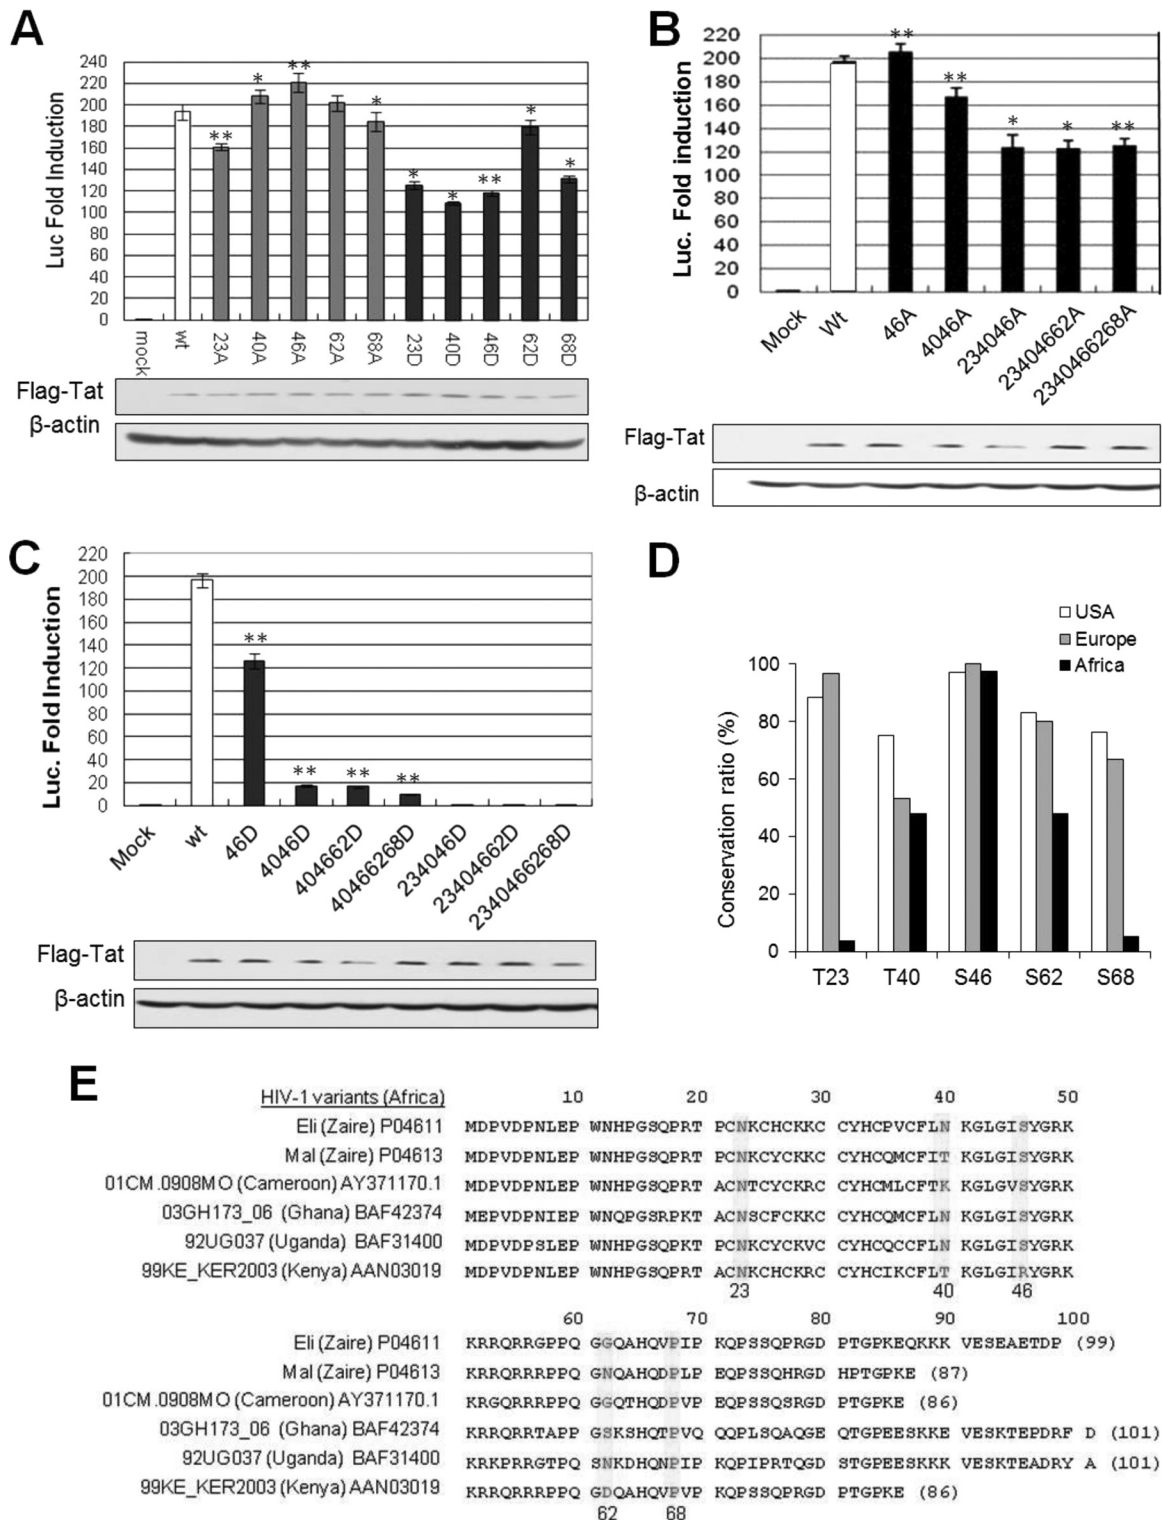 A
Luc Fold Induction
240
220
200
180
160
140
120
100
80
60
40
20
0
** * ** * * * ** * *
mock wt 23A 40A 46A 62A 68A 23D 40D 46D 62D 68D
Flag-Tat
β-actin
B
Luc. Fold induction
220
200
180
160
140
120
100
80
60
40
20
0
** ** * * **
Mock Wt 46A 4046A 234046A 23404662A 2340466268A
Flag-Tat
β-actin
C
Luc. Fold Induction
220
200
180
160
140
120
100
80
60
40
20
0
** ** ** **
Mock wt 46D 4046D 404662D 40466268D 234046D 23404662D 2340466268D
Flag-Tat
β-actin
D
USA
Europe
Africa
Conservation ratio (%)
100
80
60
40
20
0
T23 T40 S46 S62 S68
E
HIV-1 variants (Africa) 10 20 30 40 50
Eli (Zaire) P04611 MDPVDPNLEP WNHPGSQPRT PCNKCHCKKC CYHCPVCFLN KGLGISYGRK
Mal (Zaire) P04613 MDPVDPNLEP WNHPGSQPRT PCNKCYCKKC CYHCQMCFIT KGLGISYGRK
01CM.0908MO (Cameroon) AY371170.1 MDPVDPNLEP WNHPGSQPRT ACNTCYCKRC CYHCMLCFTK KGLGVSYGRK
03GH173_06 (Ghana) BAF42374 MEPVDPNIEP WNQPGSRPKT ACNSCFCKKC CYHCQMCFLN KGLGISYGRK
92UG037 (Uganda) BAF31400 MDPVDPSLEP WNHPGSQPKT PCNKCYCKVC CYHCQCCFLN KGLGISYGRK
99KE_KER2003 (Kenya) AAN03019 MDPVDPNLEP WNHPGSQPRT ACNKCHCKRC CYHCIKCFLT KGLGIRYGRK
23 40 46
60 70 80 90 100
Eli (Zaire) P04611 KRRQRRGPPQ GGQAHQVPIP KQPSSQPRGD PTGPKEQKKK VESEAETDP (99)
Mal (Zaire) P04613 KRRQRRRPPQ GNQAHQDPLP EQPSSQHRGD HPTGPKE (87)
01CM.0908MO (Cameroon) AY371170.1 KRGQRRRPPQ GGQTHQDPVP EQPSSQSRGD PTGPKE (86)
03GH173_06 (Ghana) BAF42374 KRRQRRTAPP GSKSHQTPVQ QQPLSQAQGE QTGPEESKKE VESKTEPDRF D (101)
92UG037 (Uganda) BAF31400 KRKPRRGTPQ SNKDHQNPIP KQPIPRTQGD STGPEESKKK VESKTEADRY A (101)
99KE_KER2003 (Kenya) AAN03019 KRRQRRRPPQ GDQAHQVPVP KQPSSQPRGD PTGPKE (86)
62 68